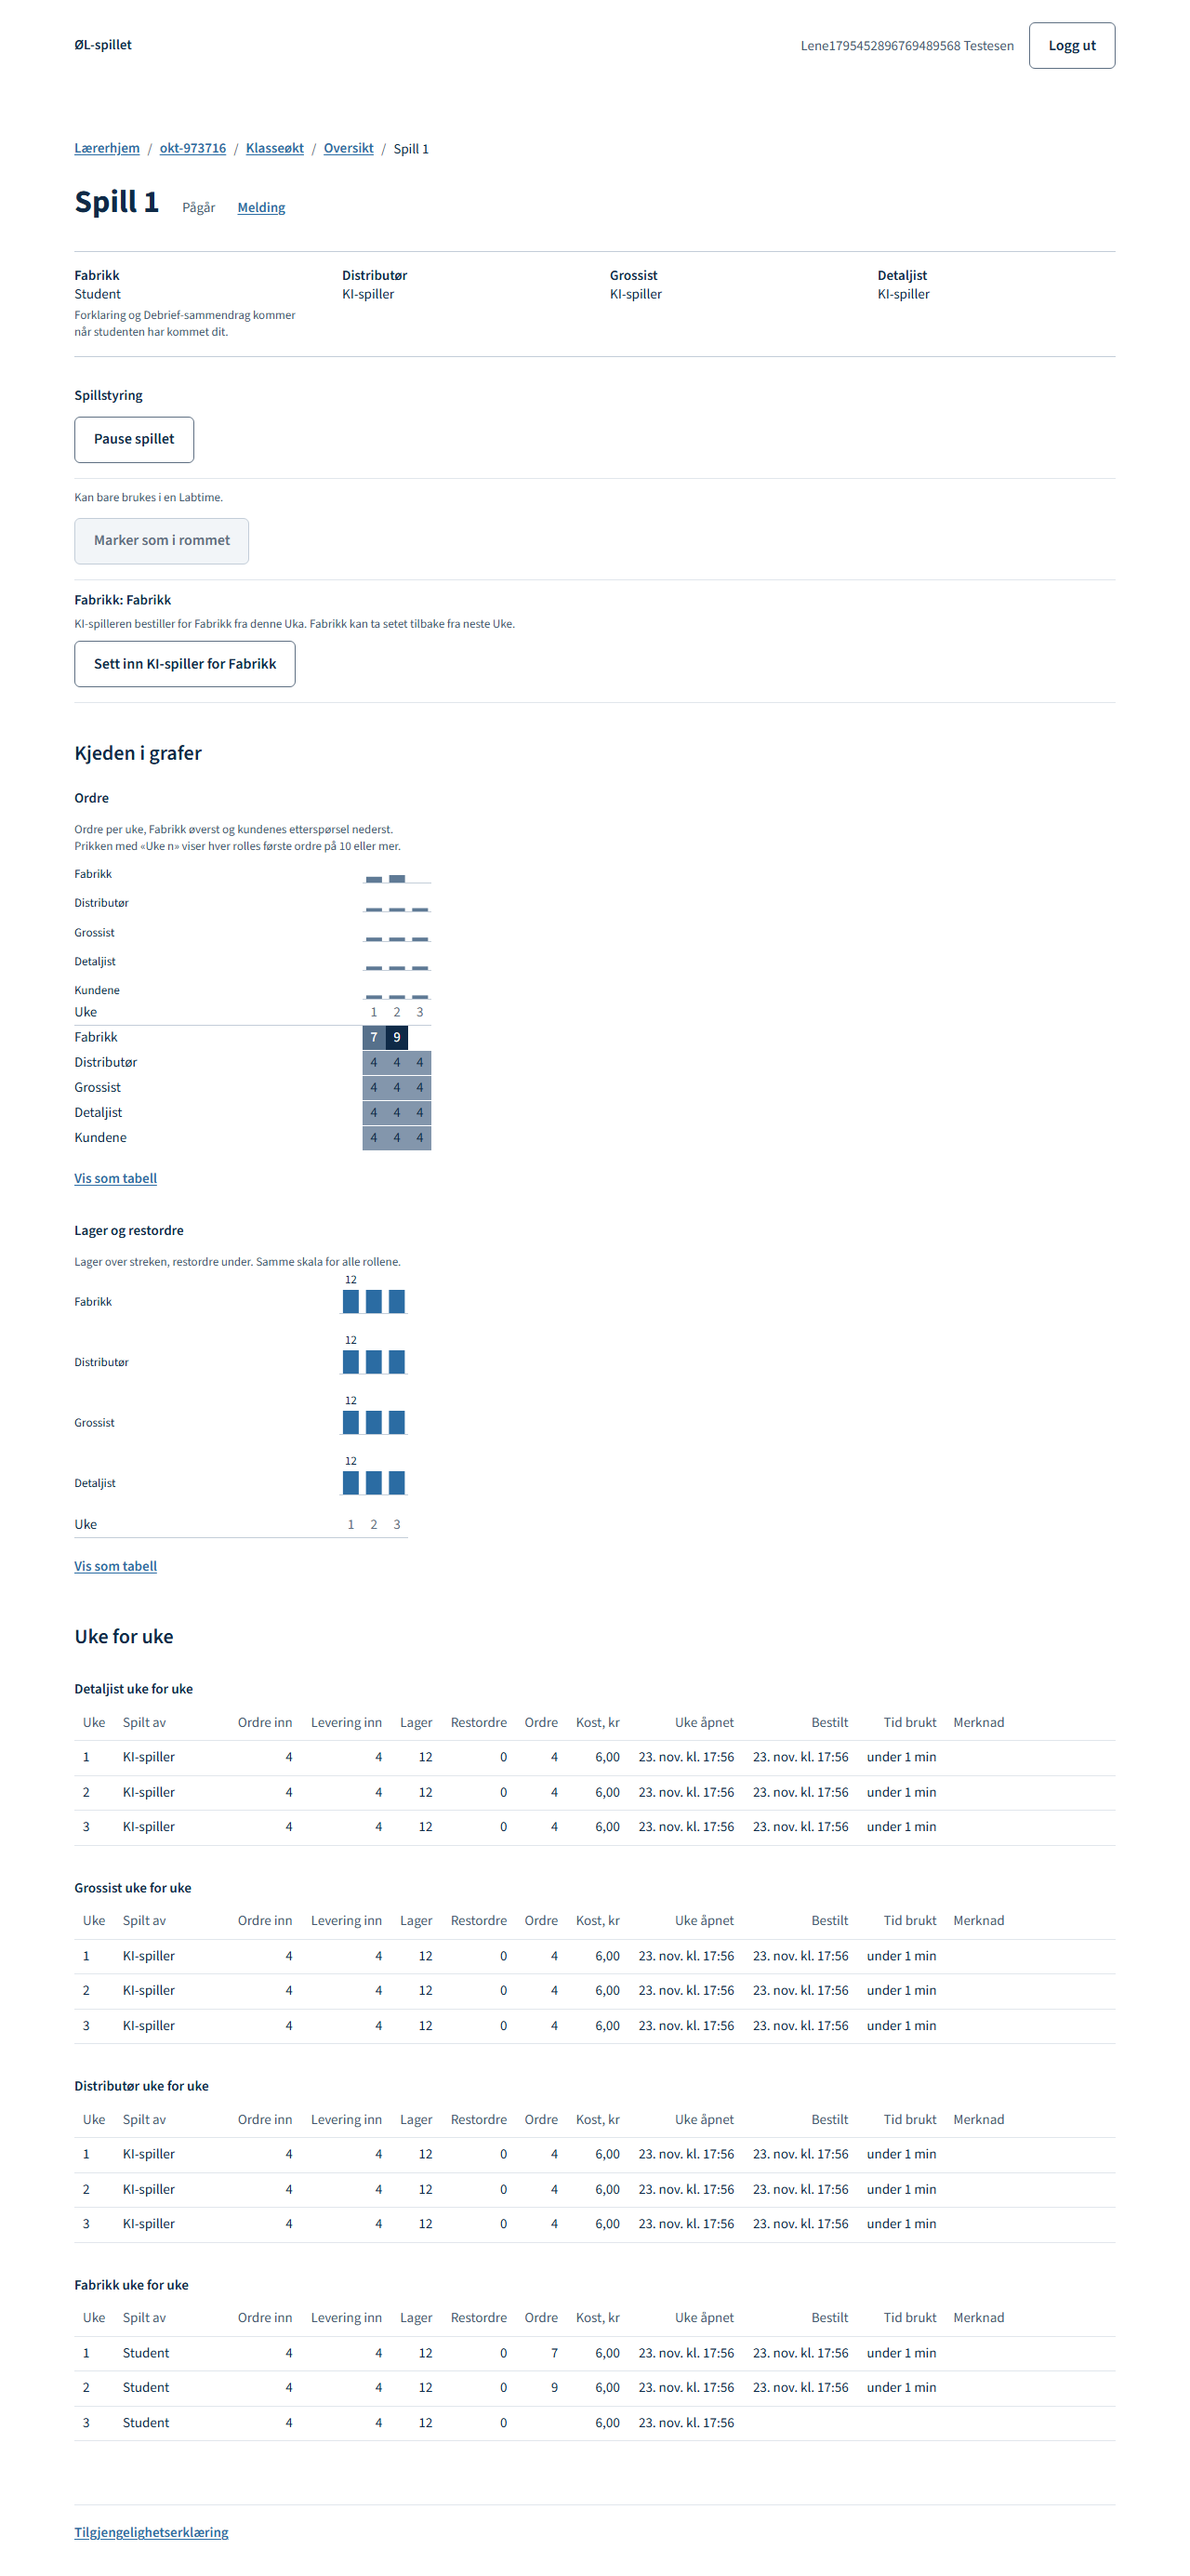 ØL-spillet
Lene1795452896769489568 Testesen
Logg ut
Lærerhjem / okt-973716 / Klasseøkt / Oversikt / Spill 1
Spill 1 Pågår Melding
Fabrikk Distributør Grossist Detaljist
Student KI-spiller KI-spiller KI-spiller
Forklaring og Debrief-sammendrag kommer
når studenten har kommet dit.
Spillstyring
Pause spillet
Kan bare brukes i en Labtime.
Marker som i rommet
Fabrikk: Fabrikk
KI-spilleren bestiller for Fabrikk fra denne Uka. Fabrikk kan ta setet tilbake fra neste Uke.
Sett inn KI-spiller for Fabrikk
Kjeden i grafer
Ordre
Ordre per uke, Fabrikk øverst og kundenes etterspørsel nederst.
Prikken med «Uke n» viser hver rolles første ordre på 10 eller mer.
Fabrikk
Distributør
Grossist
Detaljist
Kundene
Uke 1 2 3
Fabrikk 7 9
Distributør 4 4 4
Grossist 4 4 4
Detaljist 4 4 4
Kundene 4 4 4
Vis som tabell
Lager og restordre
Lager over streken, restordre under. Samme skala for alle rollene.
12
Fabrikk
12
Distributør
12
Grossist
12
Detaljist
Uke 1 2 3
Vis som tabell
Uke for uke
Detaljist uke for uke
Uke Spilt av Ordre inn Levering inn Lager Restordre Ordre Kost, kr Uke åpnet Bestilt Tid brukt Merknad
1 KI-spiller 4 4 12 0 4 6,00 23. nov. kl. 17:56 23. nov. kl. 17:56 under 1 min
2 KI-spiller 4 4 12 0 4 6,00 23. nov. kl. 17:56 23. nov. kl. 17:56 under 1 min
3 KI-spiller 4 4 12 0 4 6,00 23. nov. kl. 17:56 23. nov. kl. 17:56 under 1 min
Grossist uke for uke
Uke Spilt av Ordre inn Levering inn Lager Restordre Ordre Kost, kr Uke åpnet Bestilt Tid brukt Merknad
1 KI-spiller 4 4 12 0 4 6,00 23. nov. kl. 17:56 23. nov. kl. 17:56 under 1 min
2 KI-spiller 4 4 12 0 4 6,00 23. nov. kl. 17:56 23. nov. kl. 17:56 under 1 min
3 KI-spiller 4 4 12 0 4 6,00 23. nov. kl. 17:56 23. nov. kl. 17:56 under 1 min
Distributør uke for uke
Uke Spilt av Ordre inn Levering inn Lager Restordre Ordre Kost, kr Uke åpnet Bestilt Tid brukt Merknad
1 KI-spiller 4 4 12 0 4 6,00 23. nov. kl. 17:56 23. nov. kl. 17:56 under 1 min
2 KI-spiller 4 4 12 0 4 6,00 23. nov. kl. 17:56 23. nov. kl. 17:56 under 1 min
3 KI-spiller 4 4 12 0 4 6,00 23. nov. kl. 17:56 23. nov. kl. 17:56 under 1 min
Fabrikk uke for uke
Uke Spilt av Ordre inn Levering inn Lager Restordre Ordre Kost, kr Uke åpnet Bestilt Tid brukt Merknad
1 Student 4 4 12 0 7 6,00 23. nov. kl. 17:56 23. nov. kl. 17:56 under 1 min
2 Student 4 4 12 0 9 6,00 23. nov. kl. 17:56 23. nov. kl. 17:56 under 1 min
3 Student 4 4 12 0 6,00 23. nov. kl. 17:56
Tilgjengelighetserklæring